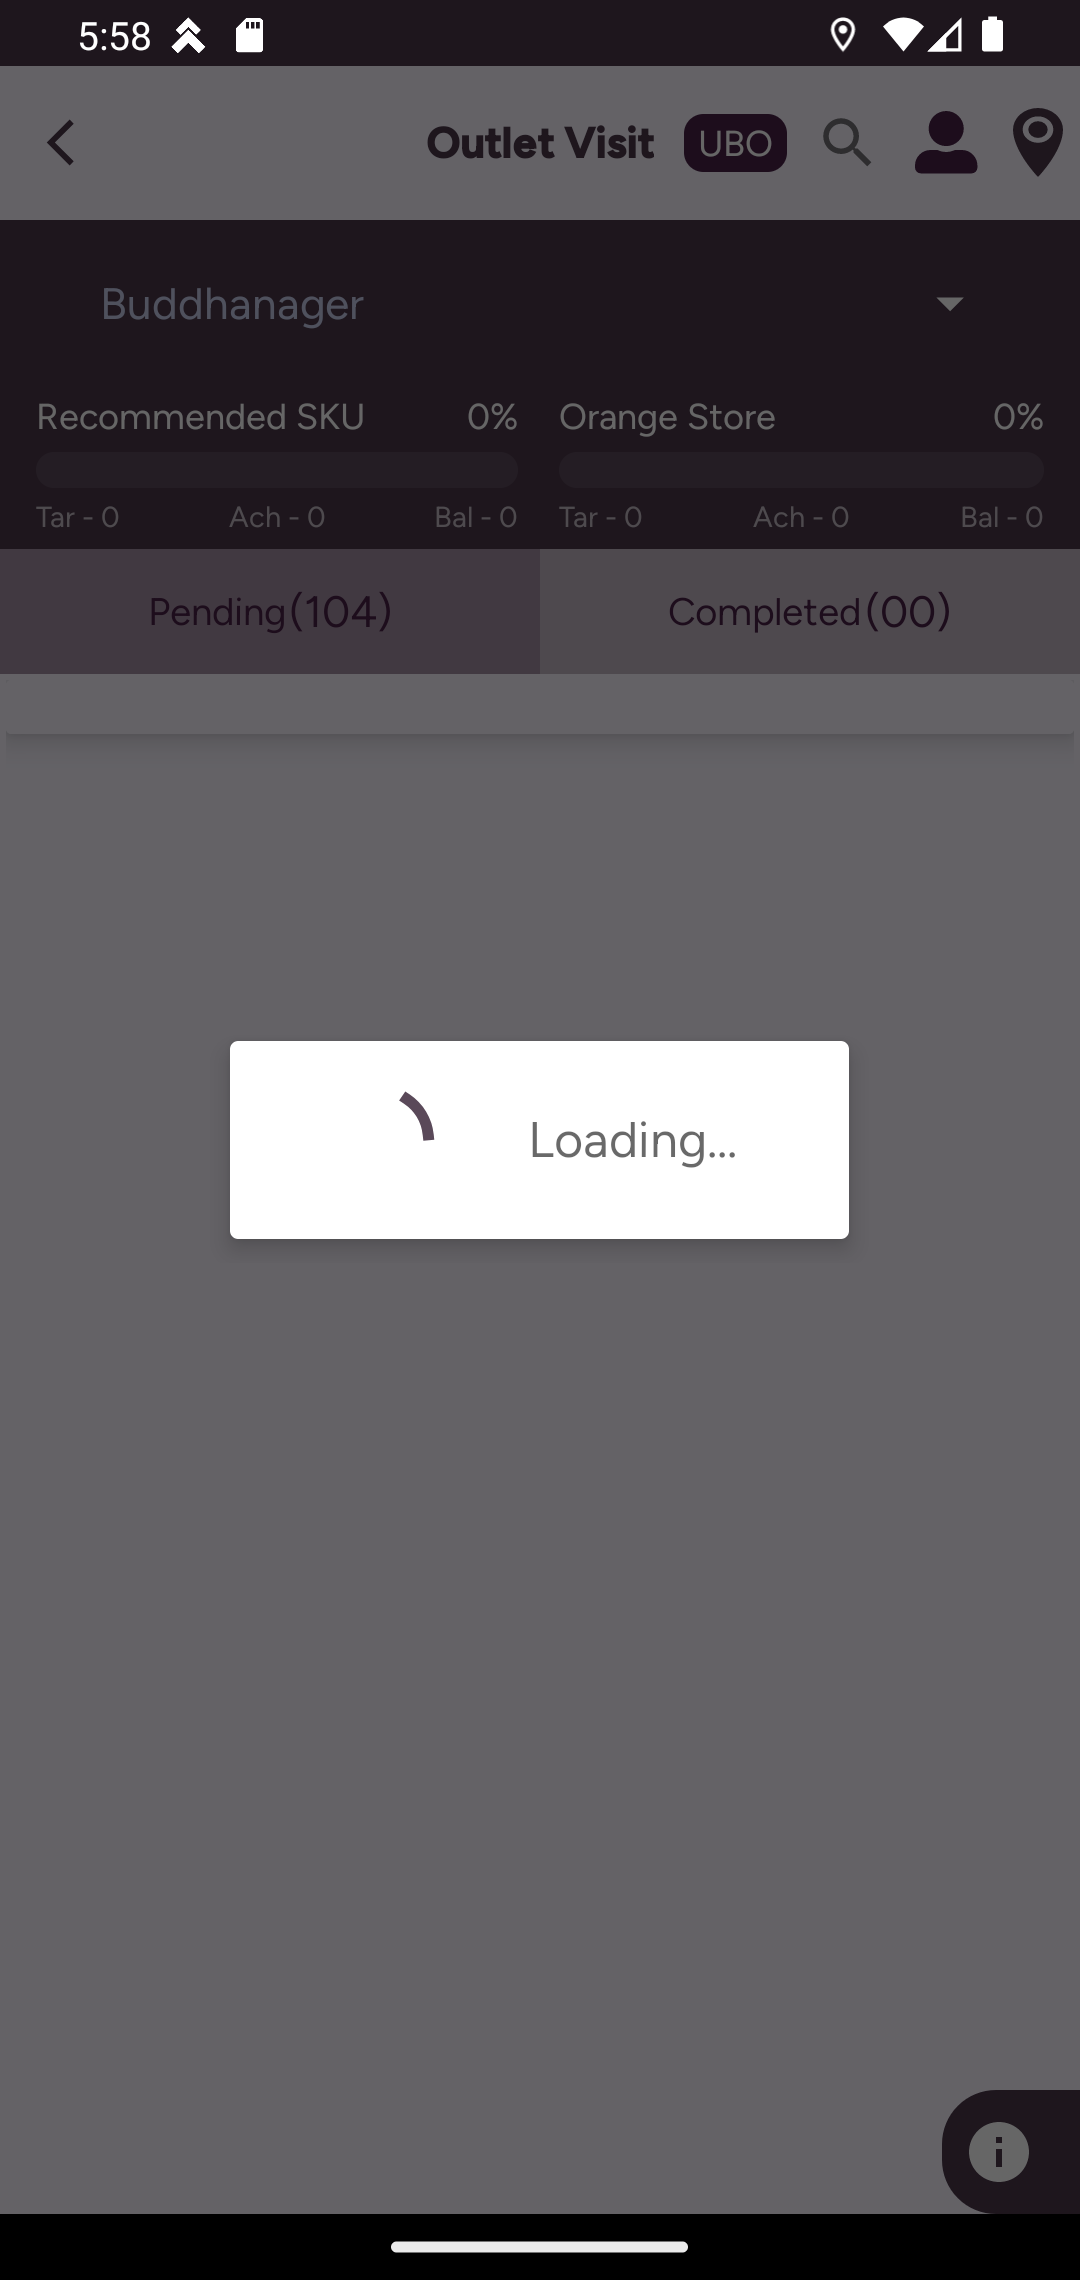 5:58
Outlet Visit UBO
Buddhanager
Recommended SKU 0% Orange Store 0%
Tar - 0 Ach - 0 Bal - 0 Tar - 0 Ach - 0 Bal - 0
Pending(104) Completed(00)
Loading...